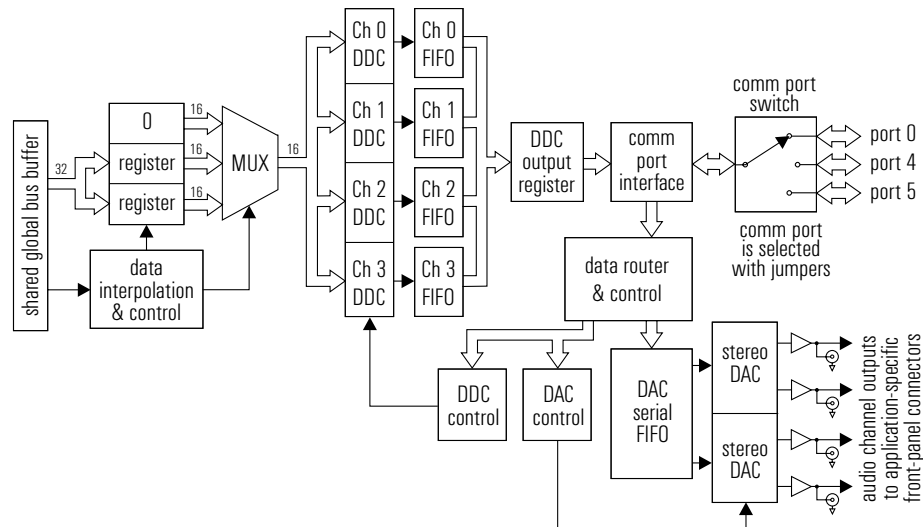 shared global bus buffer
32
0
register
register
16
16
16
data
interpolation
& control
MUX
16
Ch 0
DDC
Ch 1
DDC
Ch 2
DDC
Ch 3
DDC
Ch 0
FIFO
Ch 1
FIFO
Ch 2
FIFO
Ch 3
FIFO
DDC
output
register
comm
port
interface
comm port
switch
port 0
port 4
port 5
comm port
is selected
with jumpers
data router
& control
DDC
control
DAC
control
DAC
serial
FIFO
stereo
DAC
stereo
DAC
audio channel outputs
to application-specific
front-panel connectors